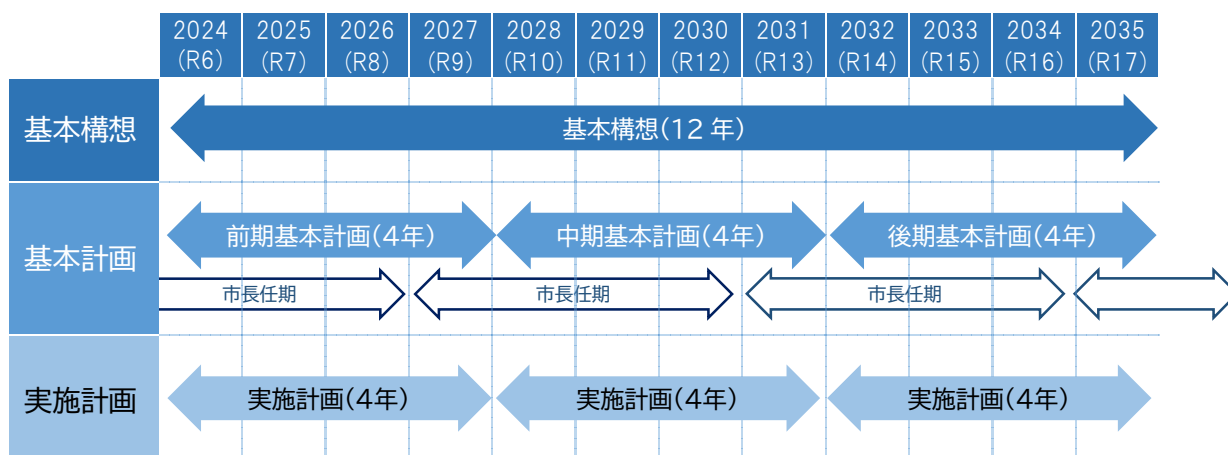 2024 2025 2026 2027 2028 2029 2030 2031 2032 2033 2034 2035
(R6) (R7) (R8) (R9) (R10) (R11) (R12) (R13) (R14) (R15) (R16) (R17)
基本構想 基本構想(12 年)
前期基本計画(4年) 中期基本計画(4年) 後期基本計画(4年)
基本計画
市長任期 市長任期 市長任期
実施計画 実施計画(4年) 実施計画(4年) 実施計画(4年)